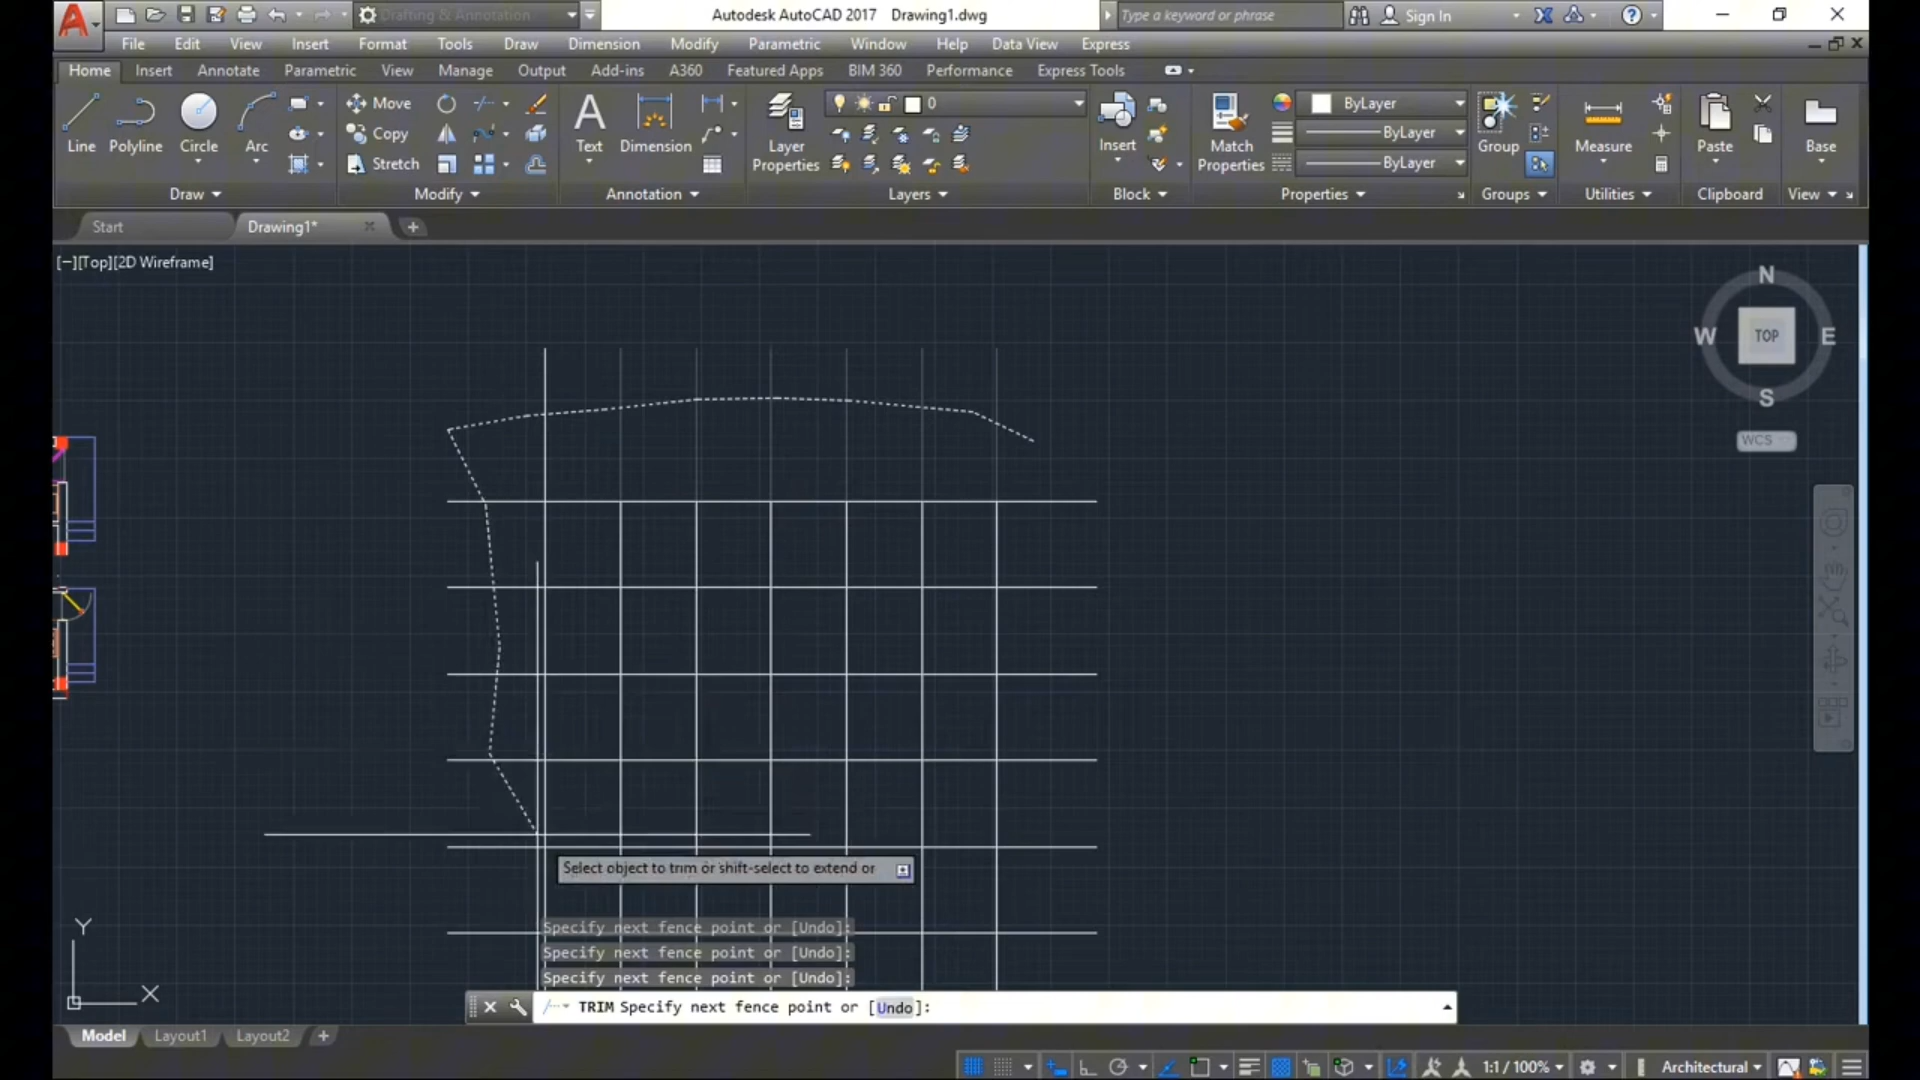 Drafting & Annotation
Autodesk AutoCAD 2017 Drawing1.dwg
Type a keyword or phrase
Sign In
File Edit View Insert Format Tools Draw Dimension Modify Parametric Window Help Data View Express
Home Insert Annotate Parametric View Manage Output Add-ins A360 Featured Apps BIM 360 Performance Express Tools
Move 0 ByLayer
Copy ByLayer
Line Polyline Circle Arc Text Dimension Layer Properties Insert Match Properties Group Measure Paste Base
Stretch ByLayer
Draw Modify Annotation Layers Block Properties Groups Utilities Clipboard View
Start Drawing1*
[−][Top][2D Wireframe]
N
W TOP E
S
WCS
Select object to trim or shift-select to extend or
Specify next fence point or [Undo]:
Specify next fence point or [Undo]:
Specify next fence point or [Undo]:
Y
X
TRIM Specify next fence point or [Undo]:
Model Layout1 Layout2
1:1 / 100% Architectural